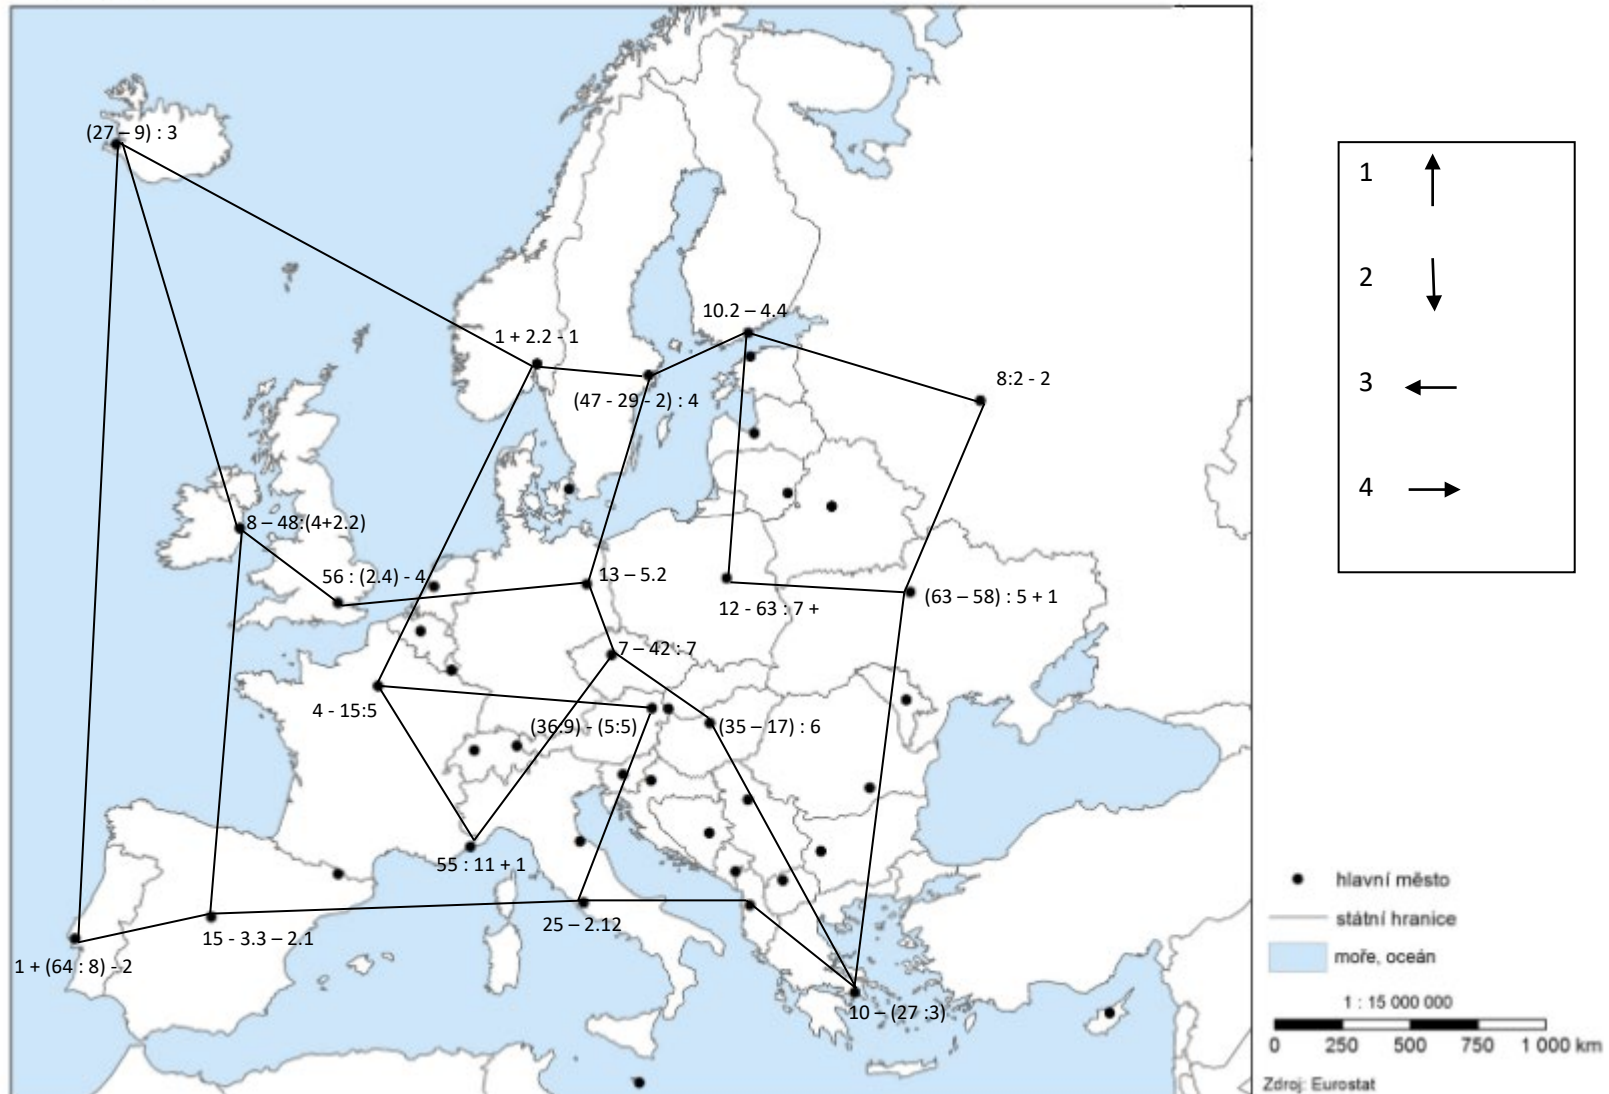 (27 – 9) : 3
10.2 – 4.4
1 + 2.2 - 1
8:2 - 2
(47 - 29 - 2) : 4
8 – 48:(4+2.2)
56 : (2.4) - 4
13 – 5.2
12 - 63 : 7 +
(63 – 58) : 5 + 1
7 – 42 : 7
4 - 15:5
(36:9) - (5:5)
(35 – 17) : 6
55 : 11 + 1
25 – 2.12
15 - 3.3 – 2.1
1 + (64 : 8) - 2
10 – (27 :3)
1
2
3
4
hlavní město
státní hranice
moře, oceán
1 : 15 000 000
0 250 500 750 1 000 km
Zdroj: Eurostat